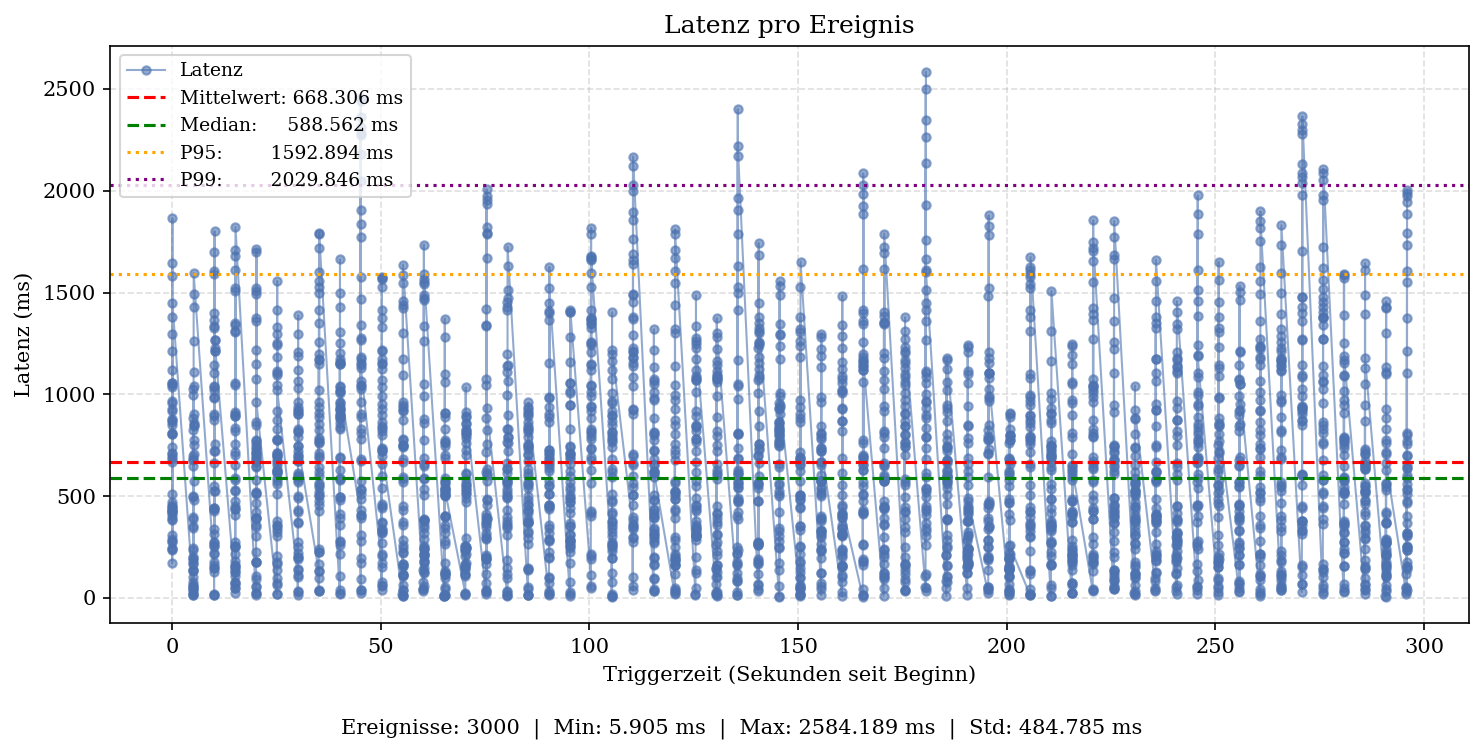 Latenz pro Ereignis
Latenz
Mittelwert: 668.306 ms
Median: 588.562 ms
P95: 1592.894 ms
P99: 2029.846 ms
Latenz (ms)
2500
2000
1500
1000
500
0
0 50 100 150 200 250 300
Triggerzeit (Sekunden seit Beginn)
Ereignisse: 3000 | Min: 5.905 ms | Max: 2584.189 ms | Std: 484.785 ms